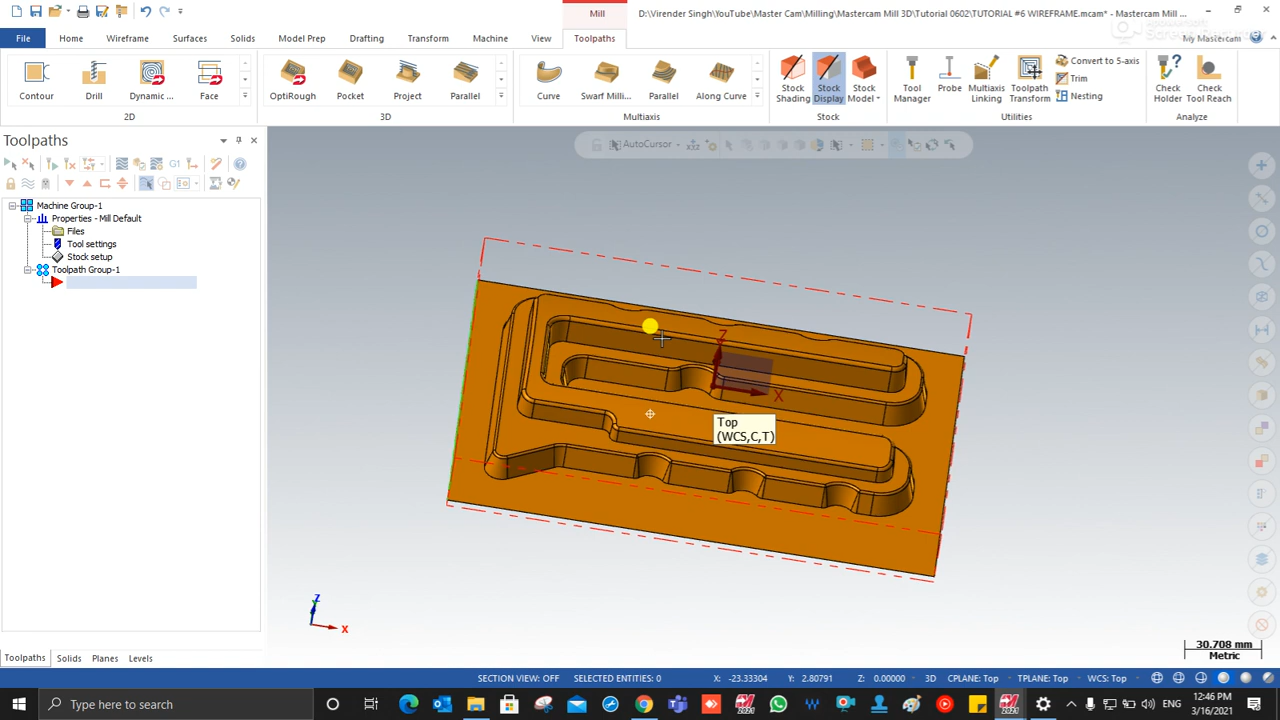 Mill
D:\Virender Singh\YouTube\Master Cam\Milling\Mastercam Mill 3D\Tutorial 0602\TUTORIAL #6 WIREFRAME.mcam* - Mastercam Mill ...
File Home Wireframe Surfaces Solids Model Prep Drafting Transform Machine View Toolpaths My Mastercam
Contour Drill Dynamic ... Face
2D
OptiRough Pocket Project Parallel
3D
Curve Swarf Milli... Parallel Along Curve
Multiaxis
Stock Shading Stock Display Stock Model
Stock
Tool Manager Probe Multiaxis Linking Toolpath Transform
Convert to 5-axis
Trim
Nesting
Utilities
Check Holder Check Tool Reach
Analyze
Toolpaths
G1
AutoCursor
Machine Group-1
Properties - Mill Default
Files
Tool settings
Stock setup
Toolpath Group-1
Z
X
Top
(WCS,C,T)
Z
X
30.708 mm
Metric
Toolpaths Solids Planes Levels
SECTION VIEW: OFF SELECTED ENTITIES: 0 X: -23.33304 Y: 2.80791 Z: 0.00000 3D CPLANE: Top TPLANE: Top WCS: Top
Type here to search
ENG
12:46 PM
3/16/2021